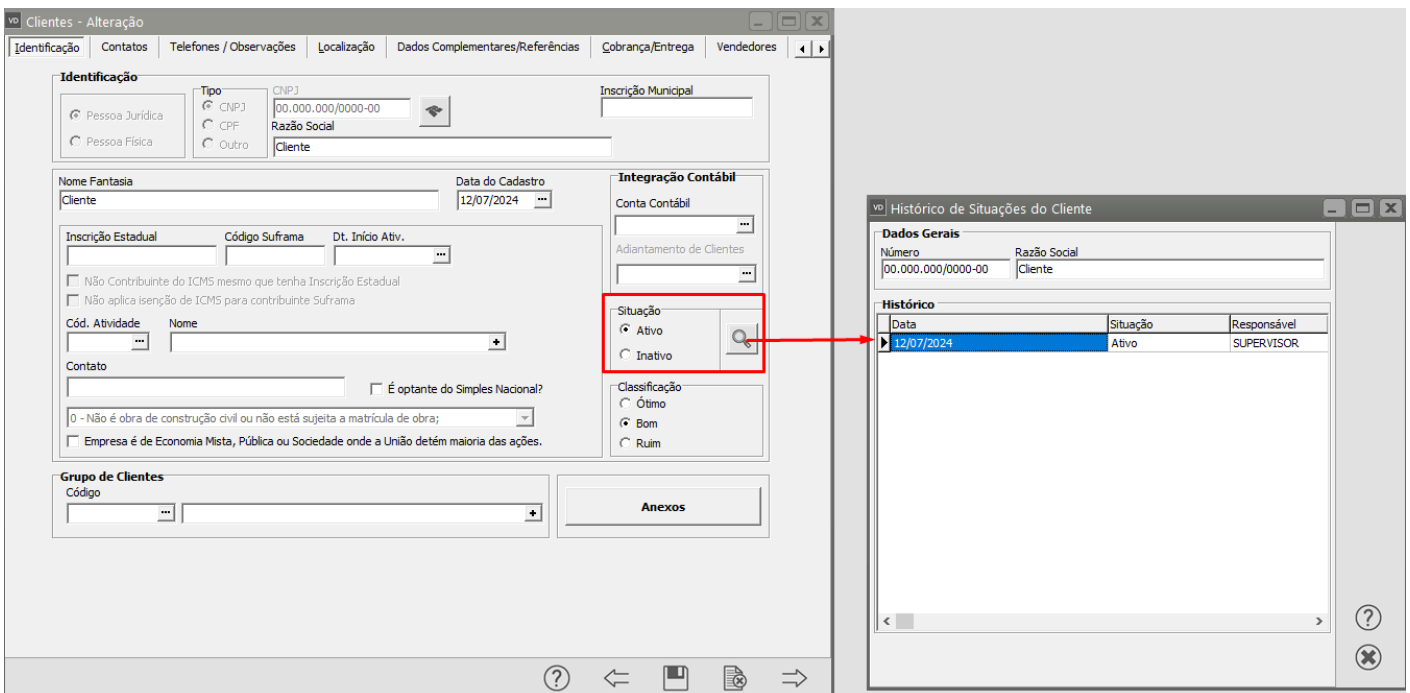 VD Clientes - Alteração
Identificação Contatos Telefones / Observações Localização Dados Complementares/Referências Cobrança/Entrega Vendedores
Identificação
Pessoa Jurídica
Pessoa Física
Tipo
CNPJ
CPF
Outro
CNPJ
00.000.000/0000-00
Razão Social
Cliente
Inscrição Municipal
Nome Fantasia
Cliente
Data do Cadastro
12/07/2024 ...
Inscrição Estadual Código Suframa Dt. Início Ativ.
...
Não Contribuinte do ICMS mesmo que tenha Inscrição Estadual
Não aplica isenção de ICMS para contribuinte Suframa
Cód. Atividade Nome
... +
Contato
É optante do Simples Nacional?
0 - Não é obra de construção civil ou não está sujeita a matrícula de obra;
Empresa é de Economia Mista, Pública ou Sociedade onde a União detém maioria das ações.
Integração Contábil
Conta Contábil
...
Adiantamento de Clientes
...
Situação
Ativo
Inativo
Classificação
Ótimo
Bom
Ruim
Grupo de Clientes
Código
... +
Anexos
?
VD Histórico de Situações do Cliente
Dados Gerais
Número Razão Social
00.000.000/0000-00 Cliente
Histórico
Data Situação Responsável
12/07/2024 Ativo SUPERVISOR
?